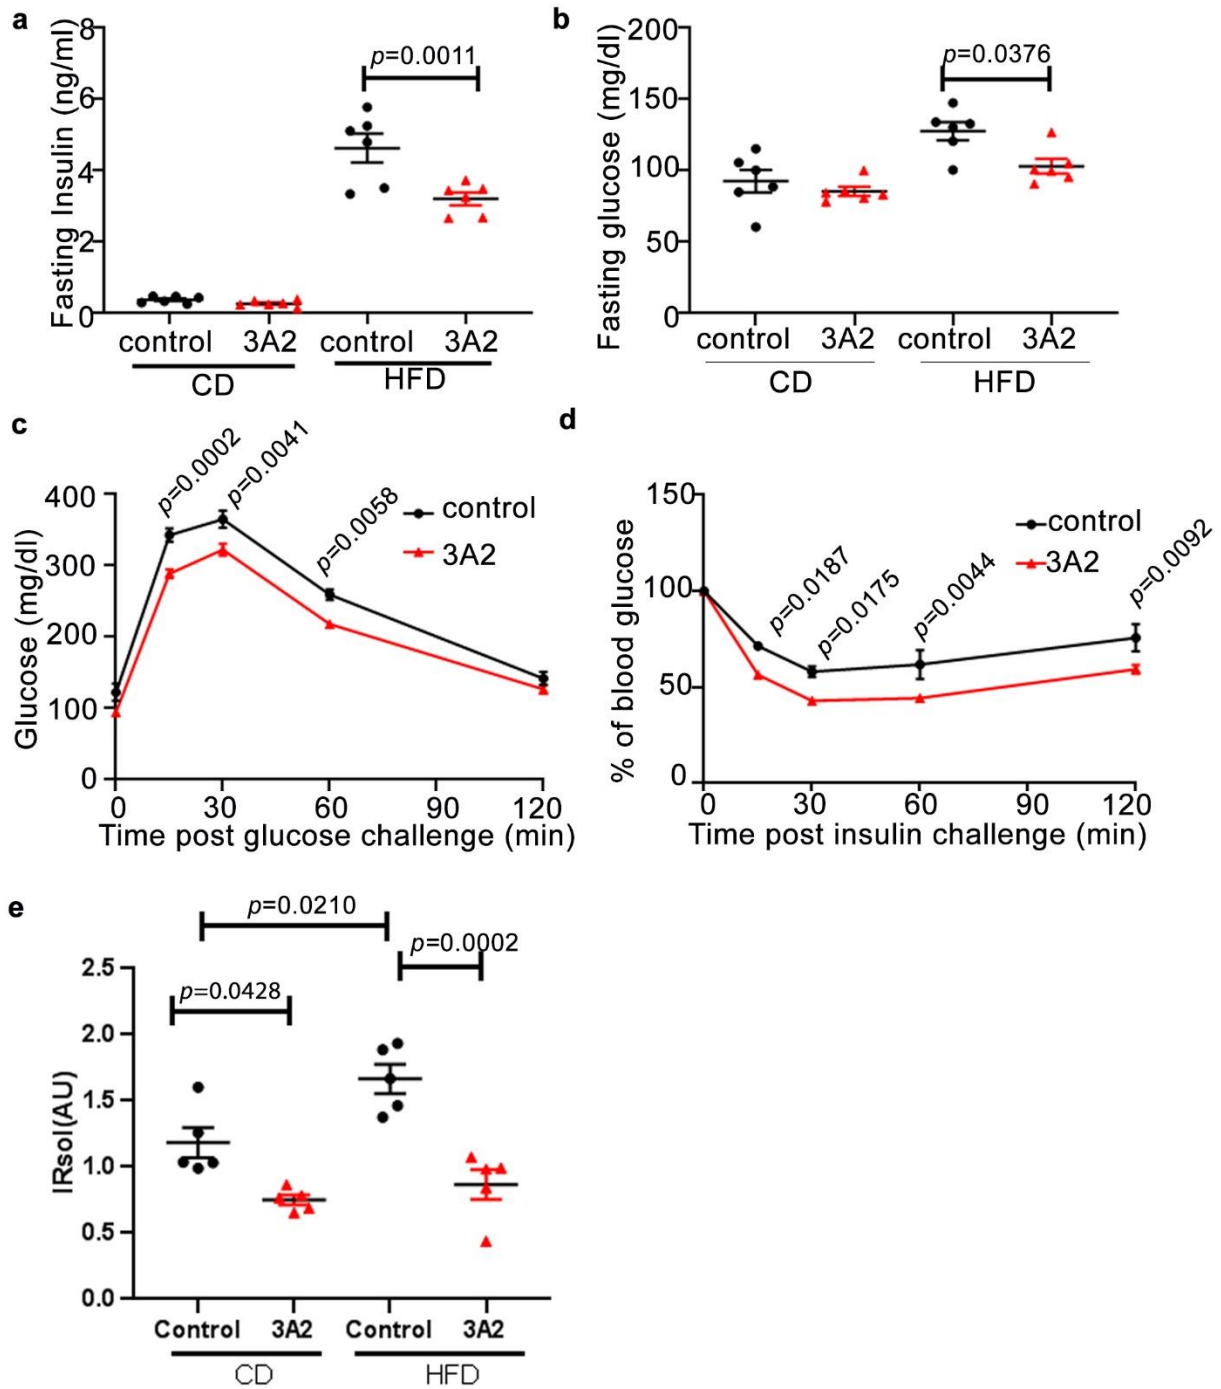 a
Fasting Insulin (ng/ml)
8
6
4
2
0
p=0.0011
control 3A2 control 3A2
CD HFD
b
Fasting glucose (mg/dl)
200
150
100
50
0
p=0.0376
control 3A2 control 3A2
CD HFD
c
Glucose (mg/dl)
400
300
200
100
0
p=0.0002
p=0.0041
p=0.0058
control
3A2
0 30 60 90 120
Time post glucose challenge (min)
d
% of blood glucose
150
100
50
0
p=0.0187
p=0.0175
p=0.0044
p=0.0092
control
3A2
0 30 60 90 120
Time post insulin challenge (min)
e
IRsol(AU)
2.5
2.0
1.5
1.0
0.5
0.0
p=0.0210
p=0.0002
p=0.0428
Control 3A2 Control 3A2
CD HFD